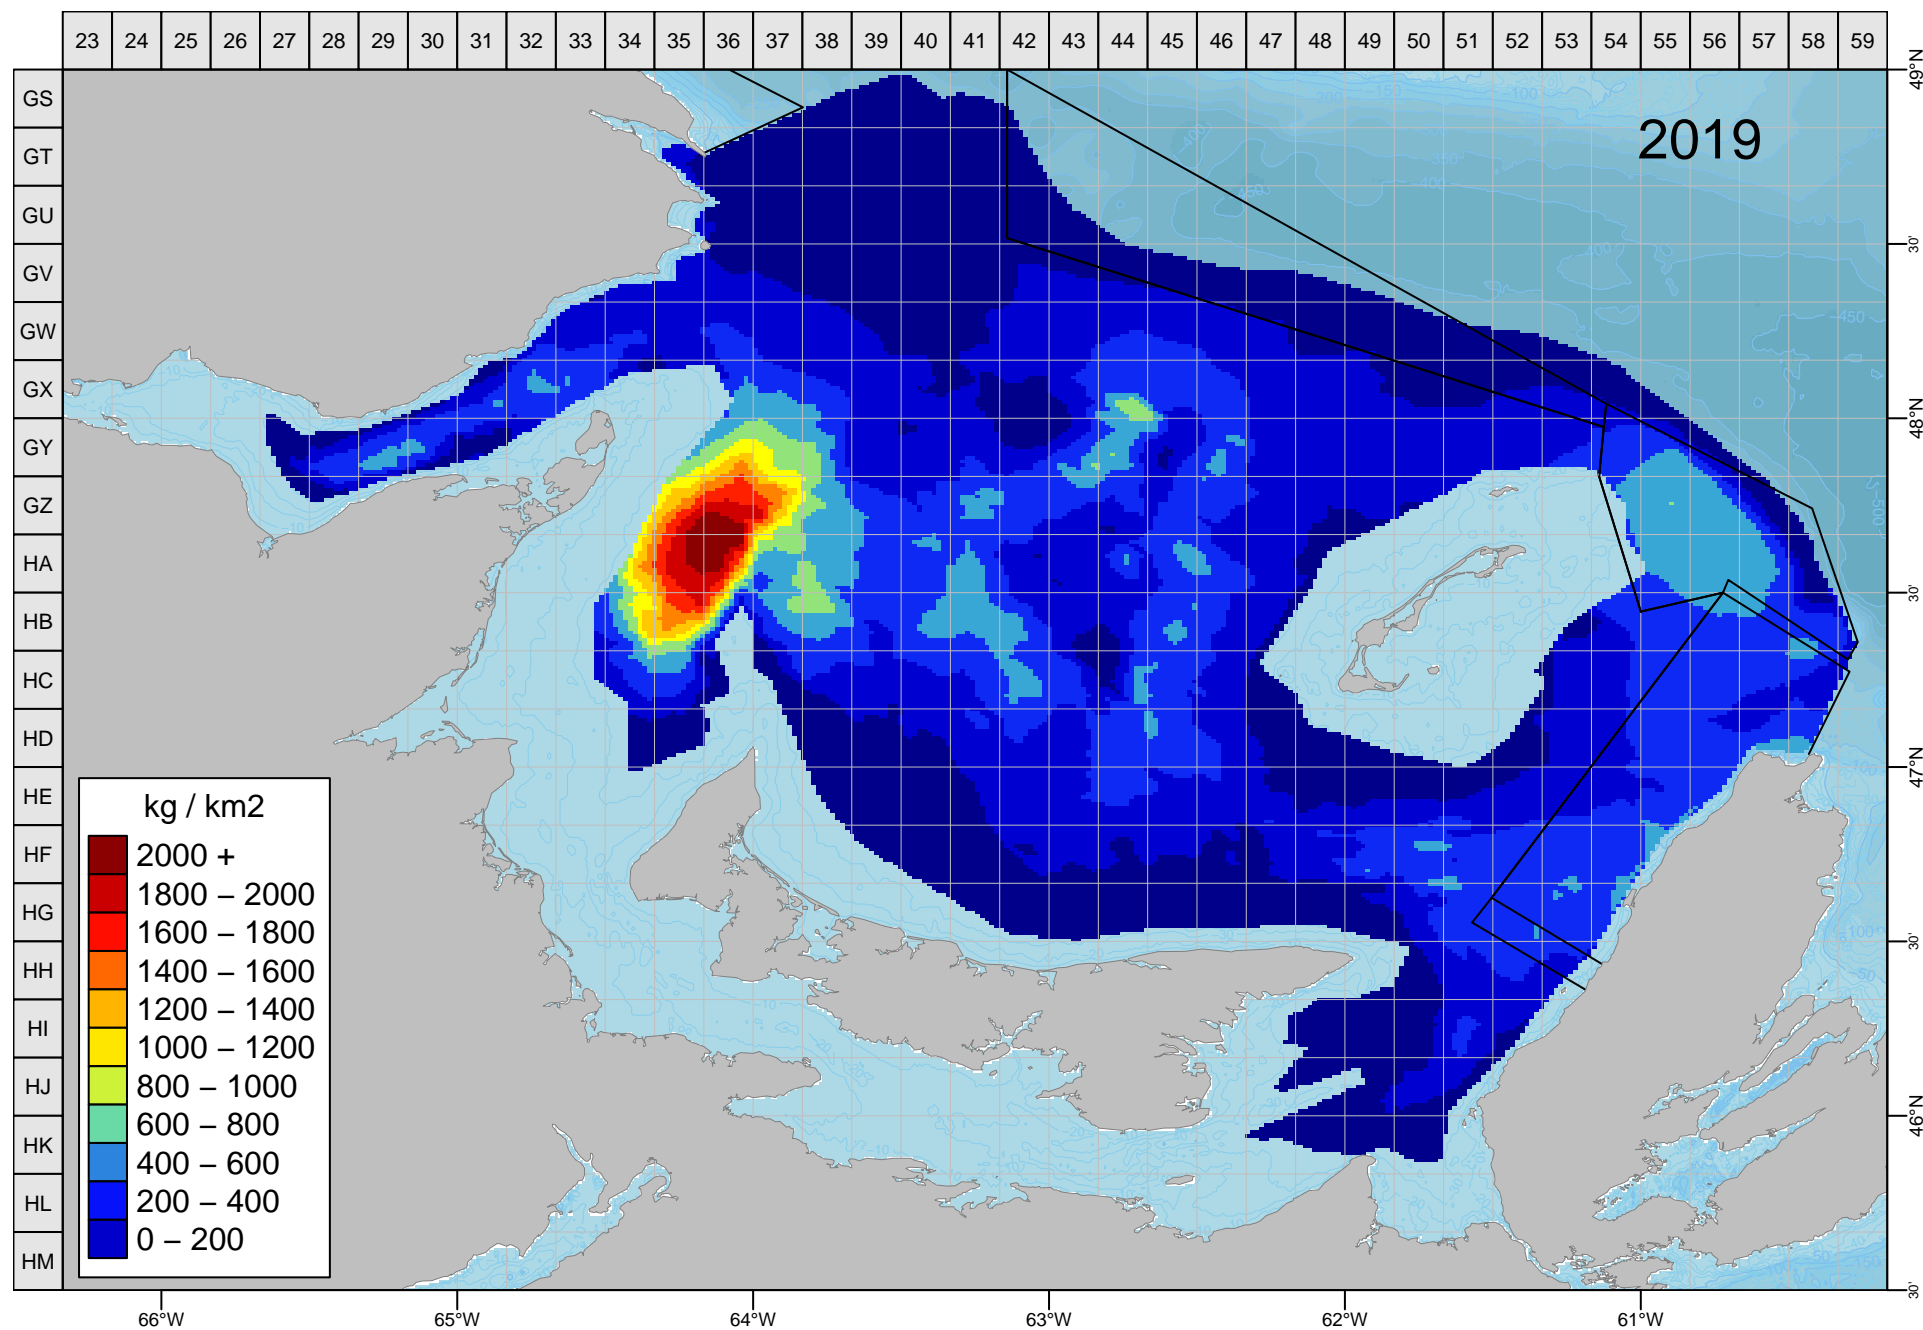 23 24 25 26 27 28 29 30 31 32 33 34 35 36 37 38 39 40 41 42 43 44 45 46 47 48 49 50 51 52 53 54 55 56 57 58 59
GS
GT
GU
GV
GW
GX
GY
GZ
HA
HB
HC
HD
HE
HF
HG
HH
HI
HJ
HK
HL
HM
2019
49°N
30'
48°N
30'
47°N
30'
46°N
30'
kg / km2
2000 +
1800 – 2000
1600 – 1800
1400 – 1600
1200 – 1400
1000 – 1200
800 – 1000
600 – 800
400 – 600
200 – 400
0 – 200
66°W 65°W 64°W 63°W 62°W 61°W